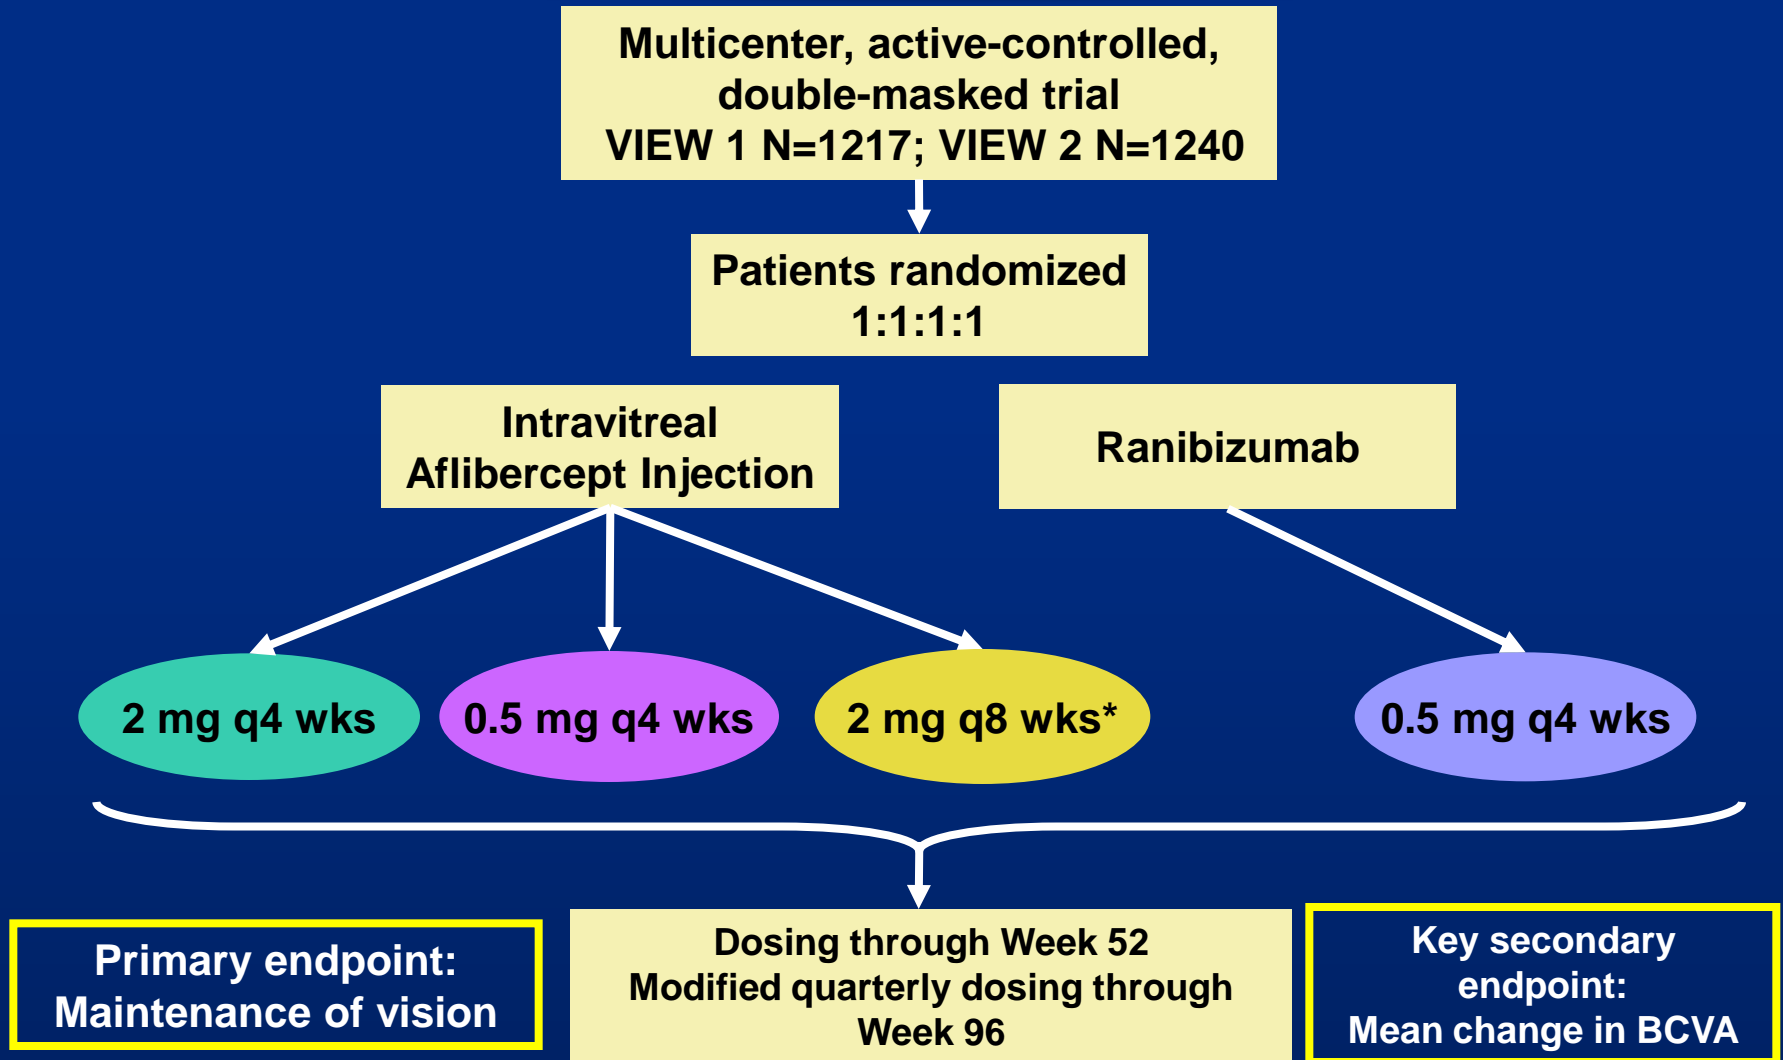 Multicenter, active-controlled,
double-masked trial
VIEW 1 N=1217; VIEW 2 N=1240
Patients randomized
1:1:1:1
Intravitreal
Aflibercept Injection
Ranibizumab
2 mg q4 wks
0.5 mg q4 wks
2 mg q8 wks*
0.5 mg q4 wks
Primary endpoint:
Maintenance of vision
Dosing through Week 52
Modified quarterly dosing through
Week 96
Key secondary
endpoint:
Mean change in BCVA